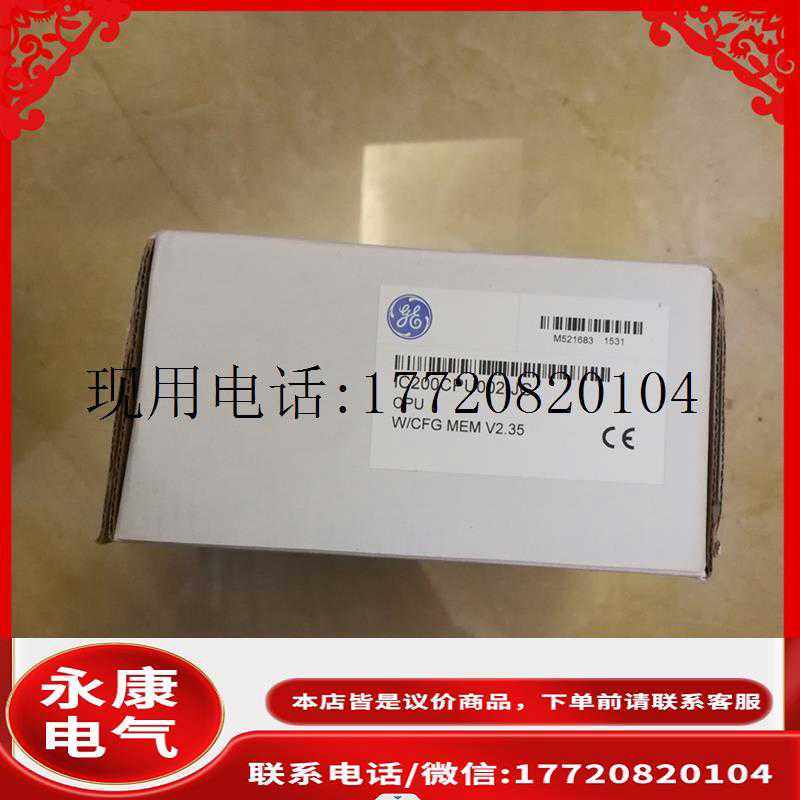 GE
M521683 1531
IC200CPU002
现用电话:17720820104
CPU
W/CFG MEM V2.35
CE
永康
电气
本店皆是议价商品，下单前请联系客服
联系电话/微信:17720820104